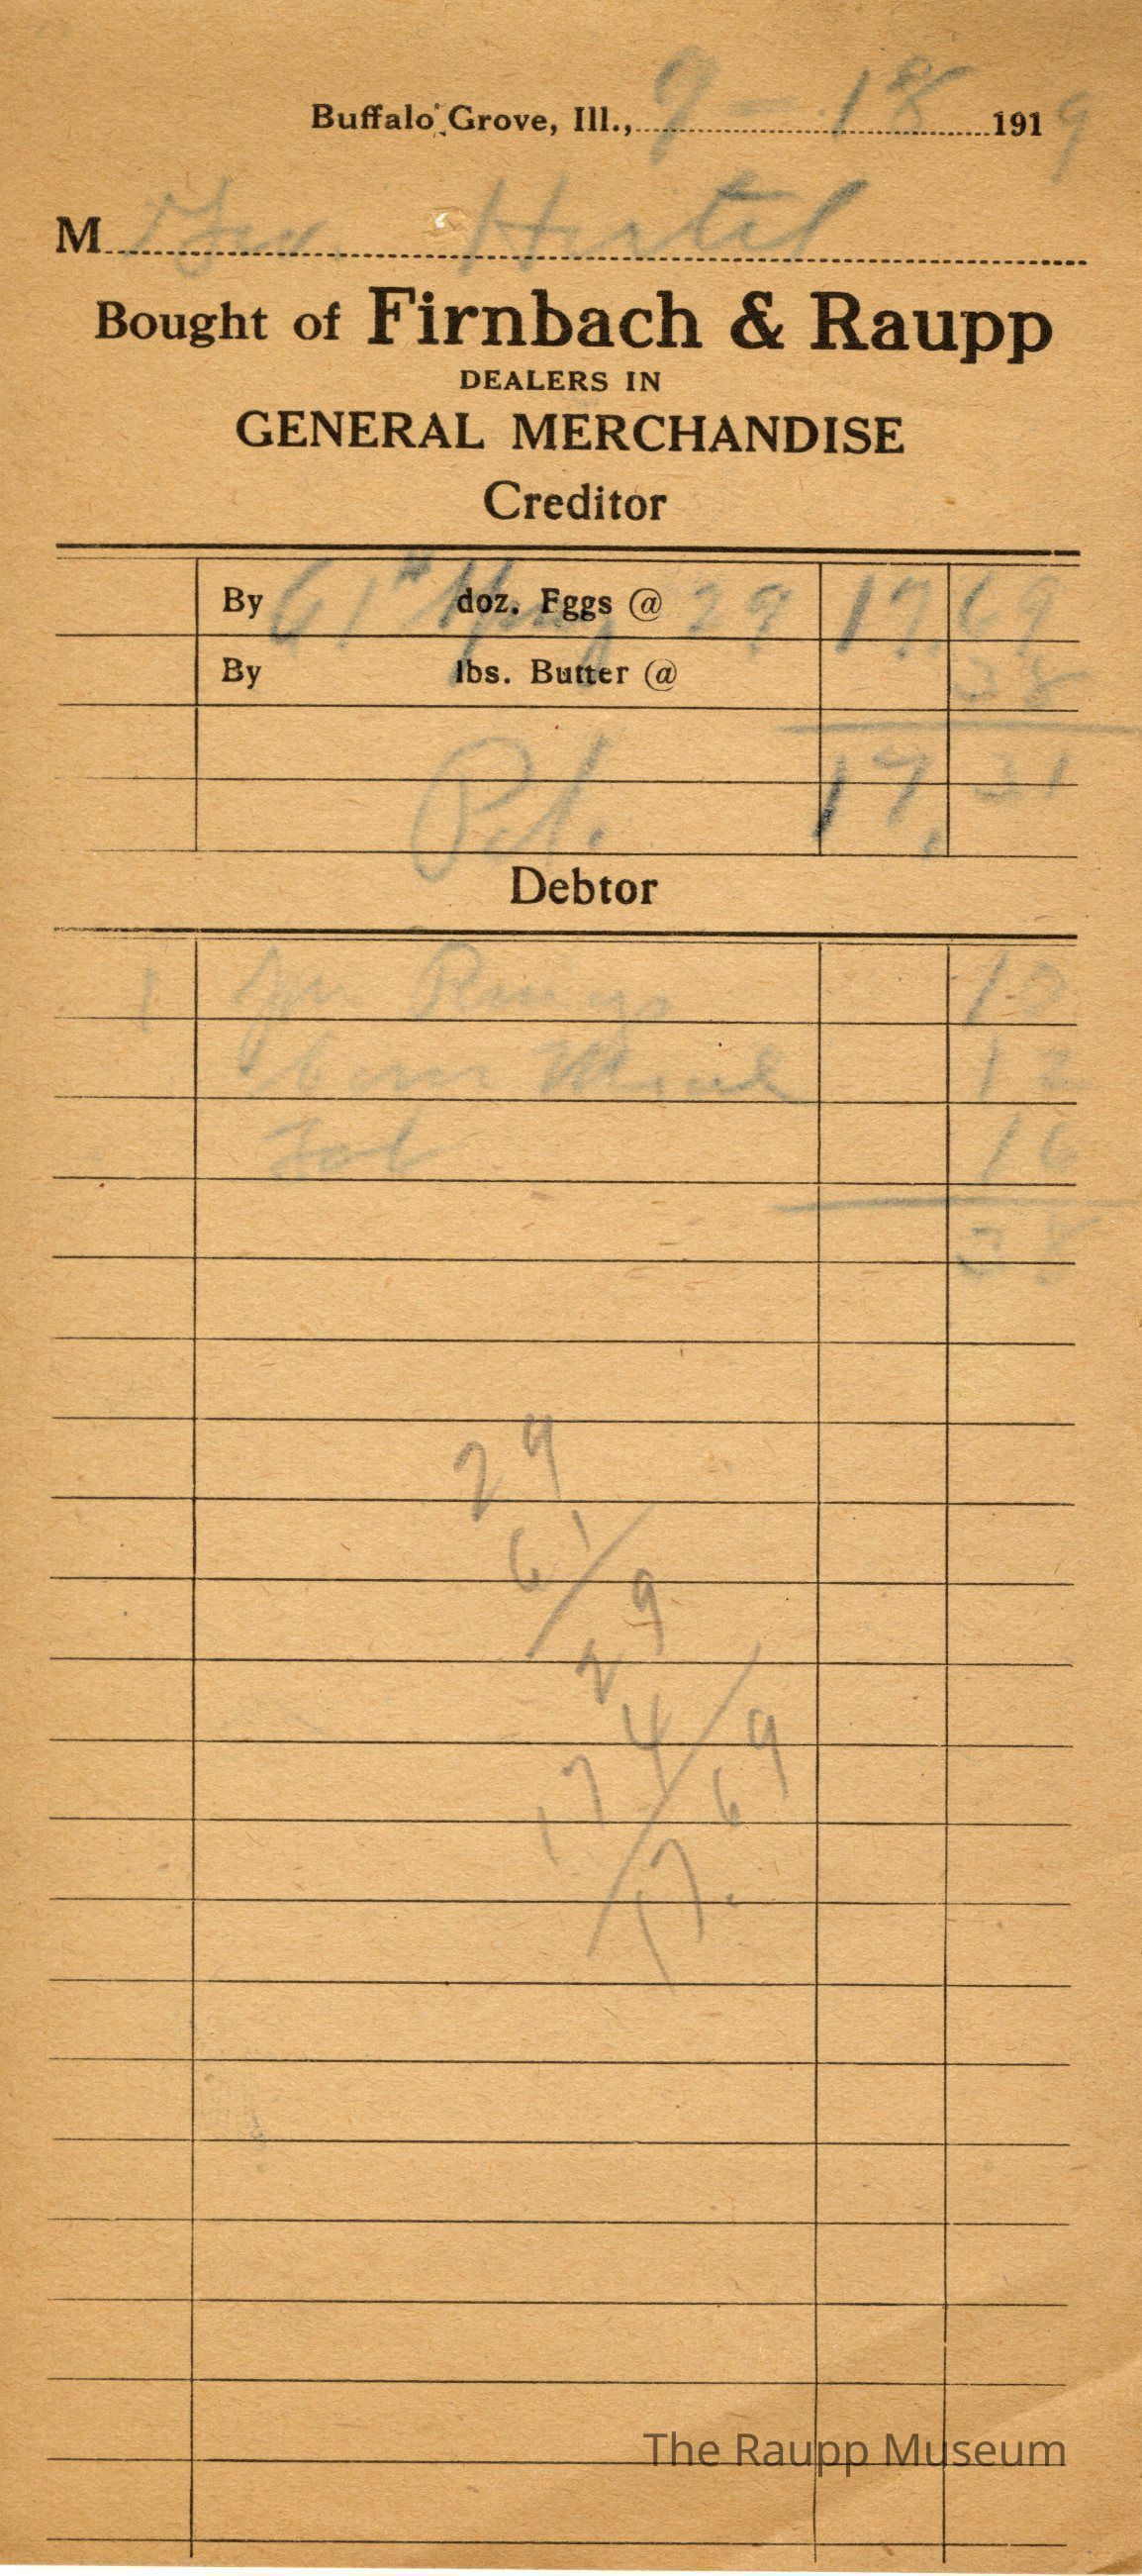 Buffalo Grove, Ill., 9 - 18 1919
M Geo. Hertel
Bought of Firnbach & Raupp
DEALERS IN
GENERAL MERCHANDISE
Creditor
By 61# doz. Eggs @ 29 17.69
By lbs. Butter @ 38
Pd. 17. 31
Debtor
1 Rings 10
Corn Meal 12
Tob 16
38
29
61
29
174
17.69
The Raupp Museum